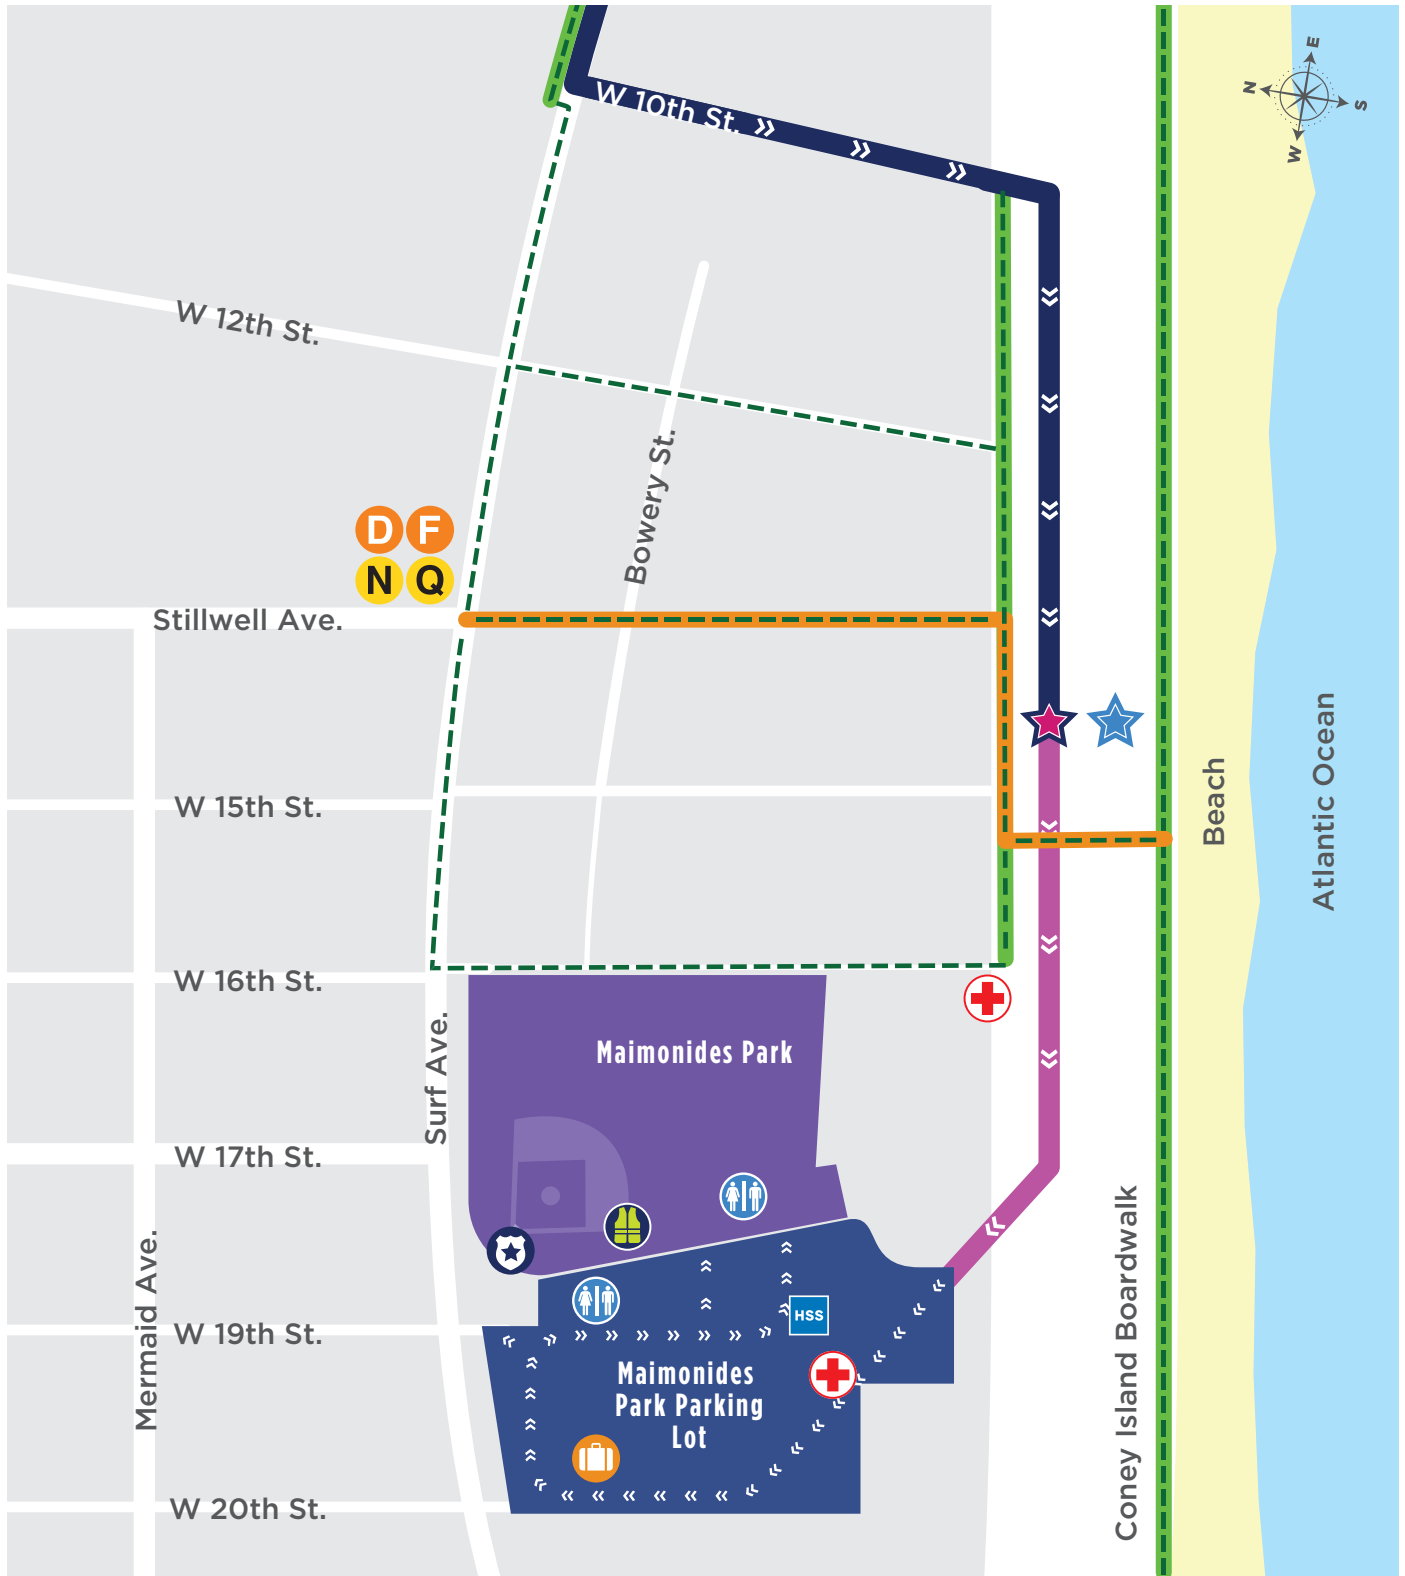 E
N
S
W
W 10th St.
W 12th St.
Bowery St.
D F
N Q
Stillwell Ave.
W 15th St.
Beach
Atlantic Ocean
W 16th St.
Maimonides Park
Surf Ave.
W 17th St.
Coney Island Boardwalk
Mermaid Ave.
W 19th St.
HSS
Maimonides
Park Parking
Lot
W 20th St.